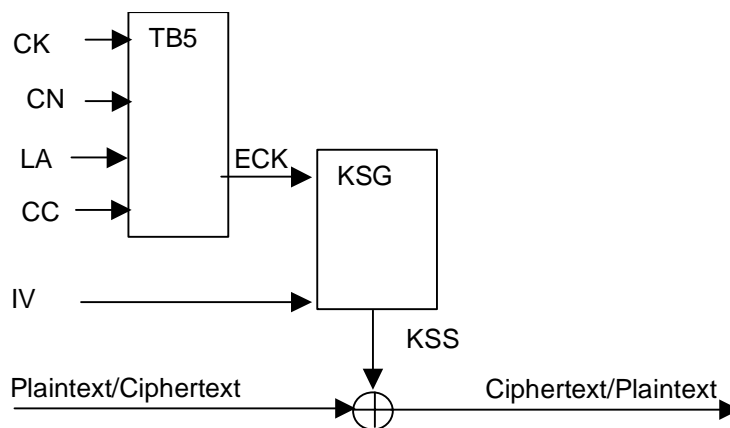 CK
TB5
CN
LA
ECK
KSG
CC
IV
KSS
Plaintext/Ciphertext
Ciphertext/Plaintext